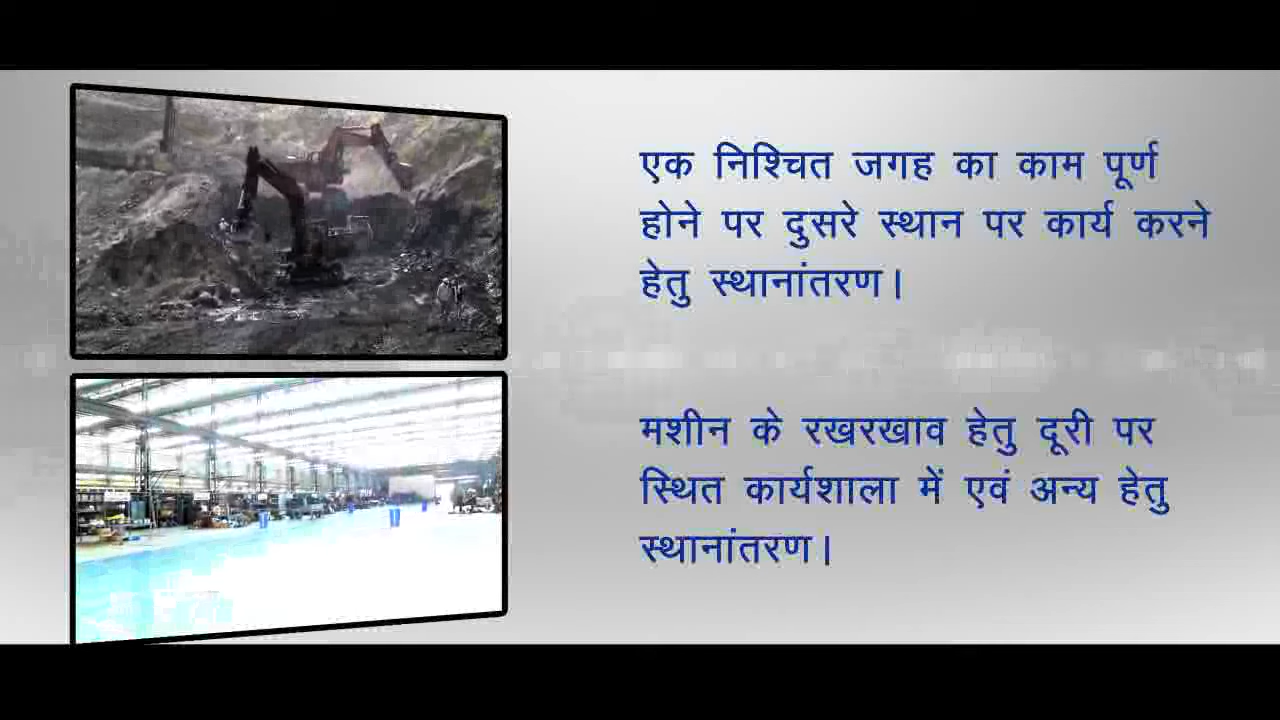 एक निश्चित जगह का काम पूर्ण
होने पर दुसरे स्थान पर कार्य करने
हेतु स्थानांतरण।
मशीन के रखरखाव हेतु दूरी पर
स्थित कार्यशाला में एवं अन्य हेतु
स्थानांतरण।